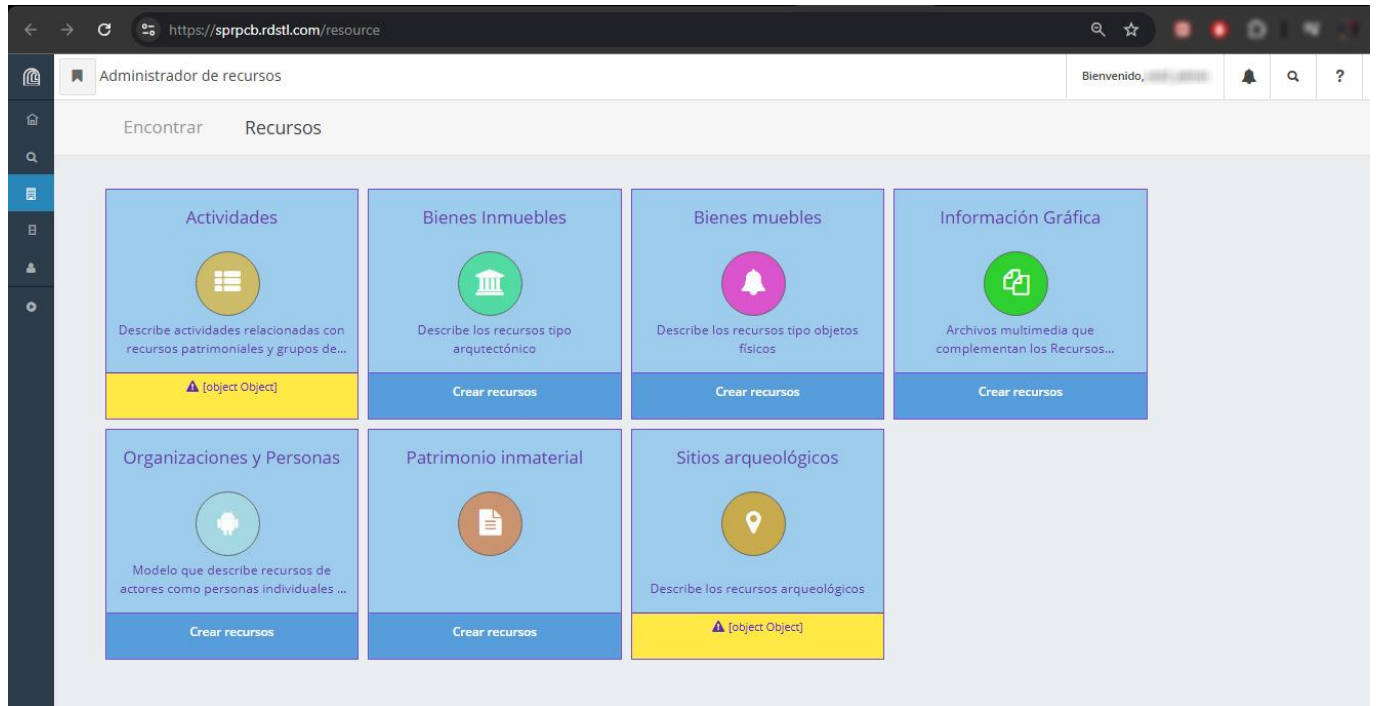 https://sprpcb.rdstl.com/resource
Administrador de recursos
Bienvenido,
?
Encontrar Recursos
Actividades
Describe actividades relacionadas con
recursos patrimoniales y grupos de...
[object Object]
Bienes Inmuebles
Describe los recursos tipo
arqutectónico
Crear recursos
Bienes muebles
Describe los recursos tipo objetos
físicos
Crear recursos
Información Gráfica
Archivos multimedia que
complementan los Recursos...
Crear recursos
Organizaciones y Personas
Modelo que describe recursos de
actores como personas individuales ...
Crear recursos
Patrimonio inmaterial
Crear recursos
Sitios arqueológicos
Describe los recursos arqueológicos
[object Object]